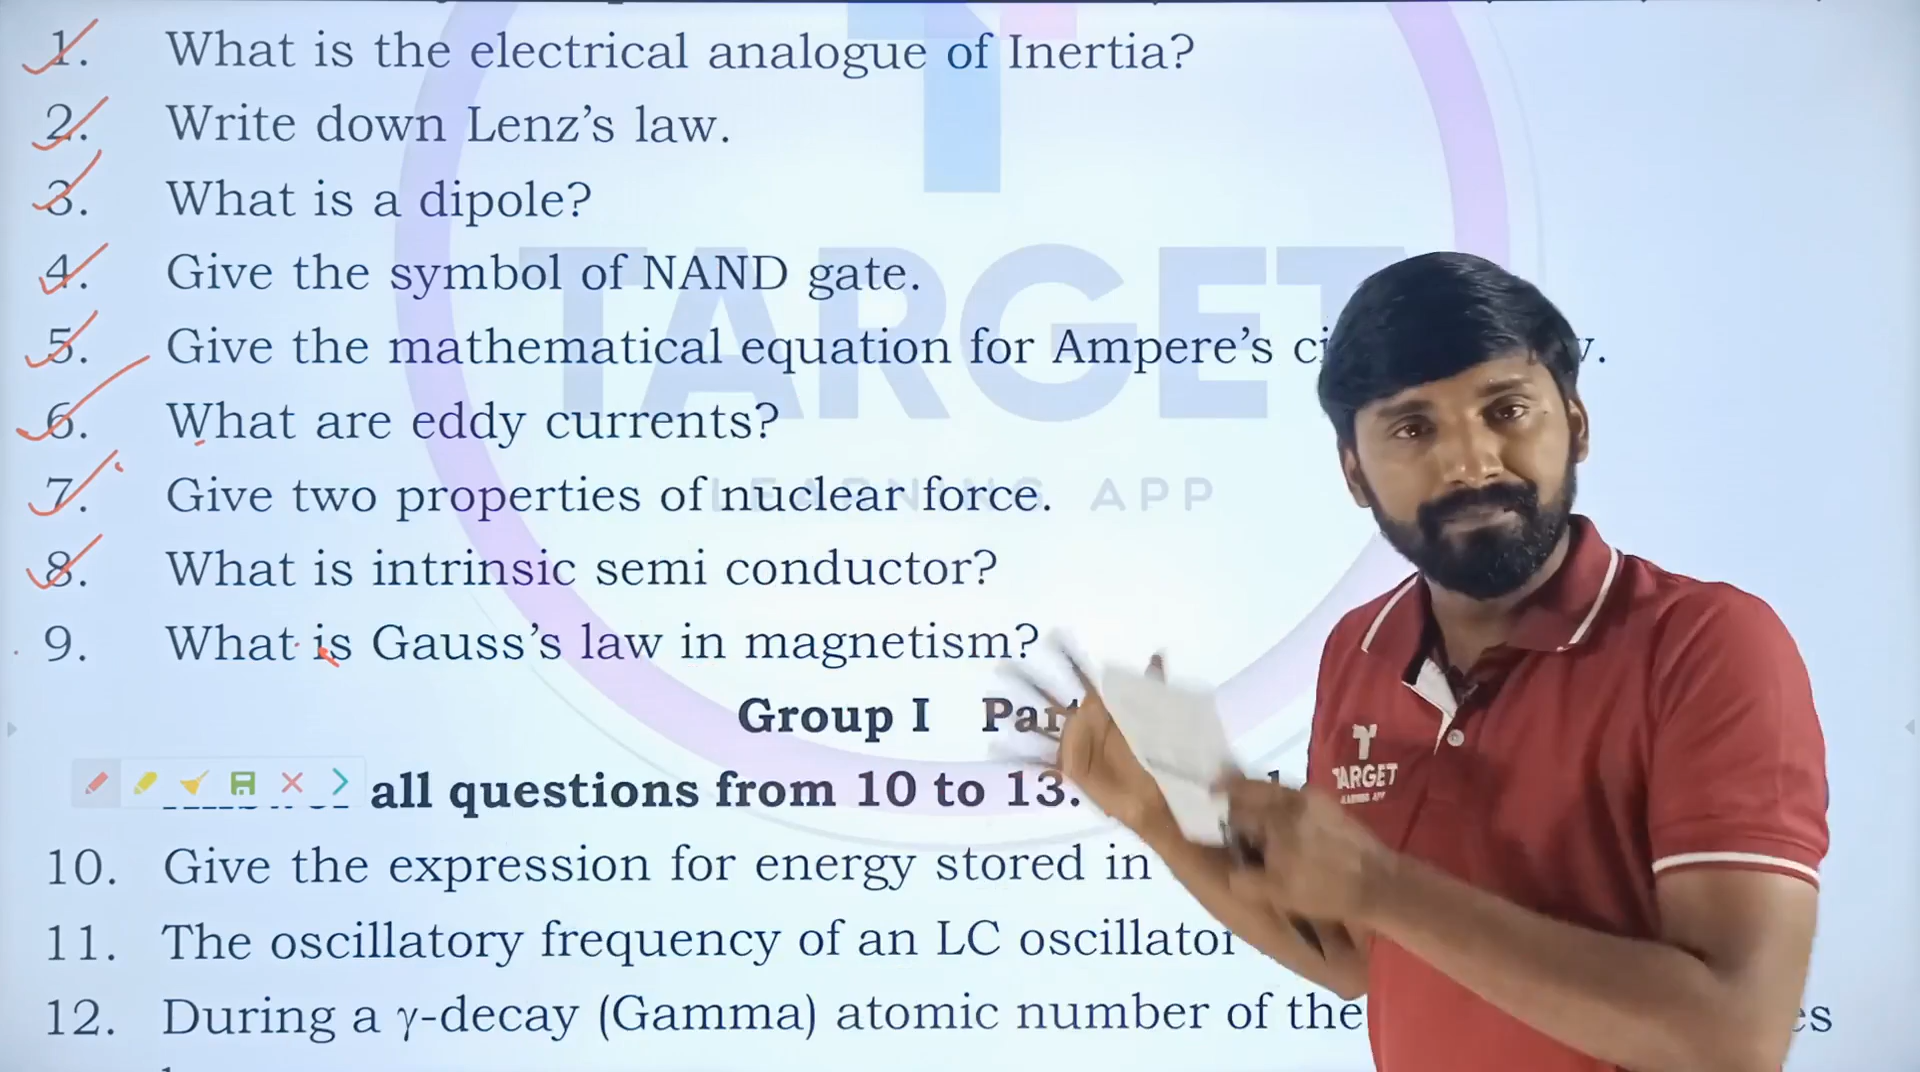 1. What is the electrical analogue of Inertia?
2. Write down Lenz's law.
3. What is a dipole?
4. Give the symbol of NAND gate.
5. Give the mathematical equation for Ampere's
6. What are eddy currents?
7. Give two properties of nuclear force.
8. What is intrinsic semi conductor?
9. What is Gauss's law in magnetism?
Group I
all questions from 10 to 13.
10. Give the expression for energy stored in
11. The oscillatory frequency of an LC oscillator
12. During a γ-decay (Gamma) atomic number of the
TARGET
LEARNING APP
TARGET
LEARNING APP